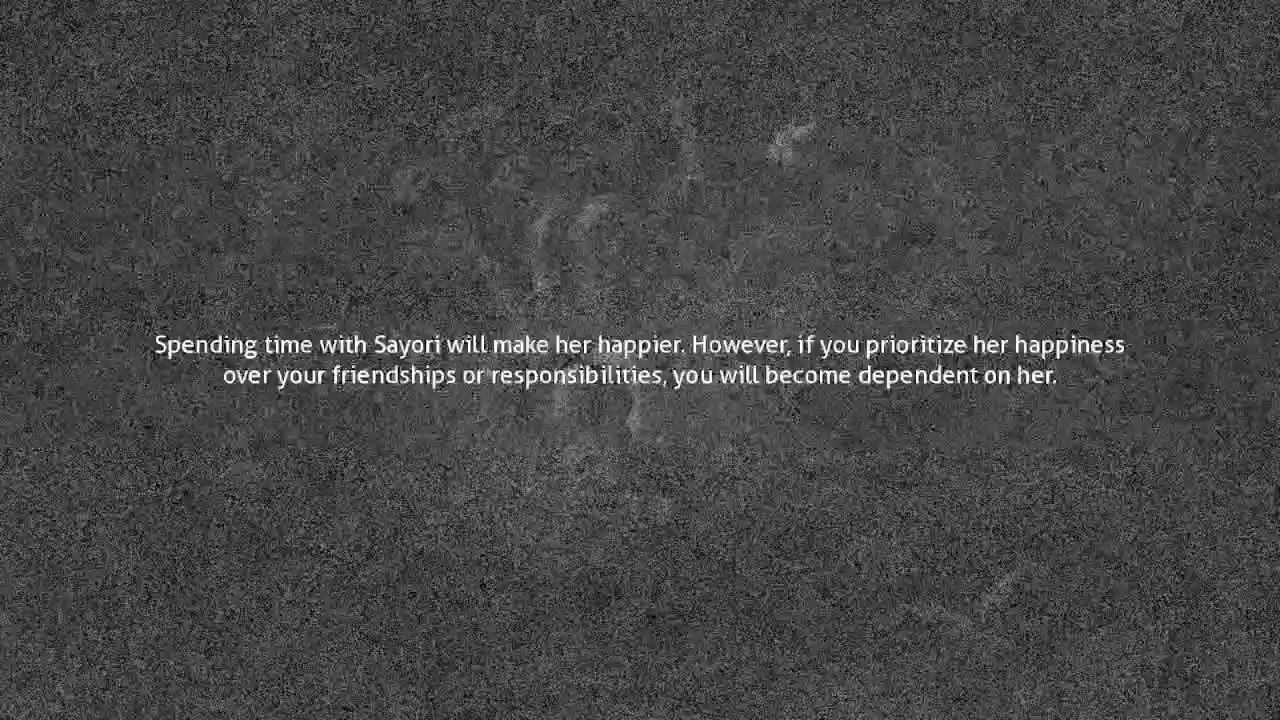 Spending time with Sayori will make her happier. However, if you prioritize her happiness
over your friendships or responsibilities, you will become dependent on her.